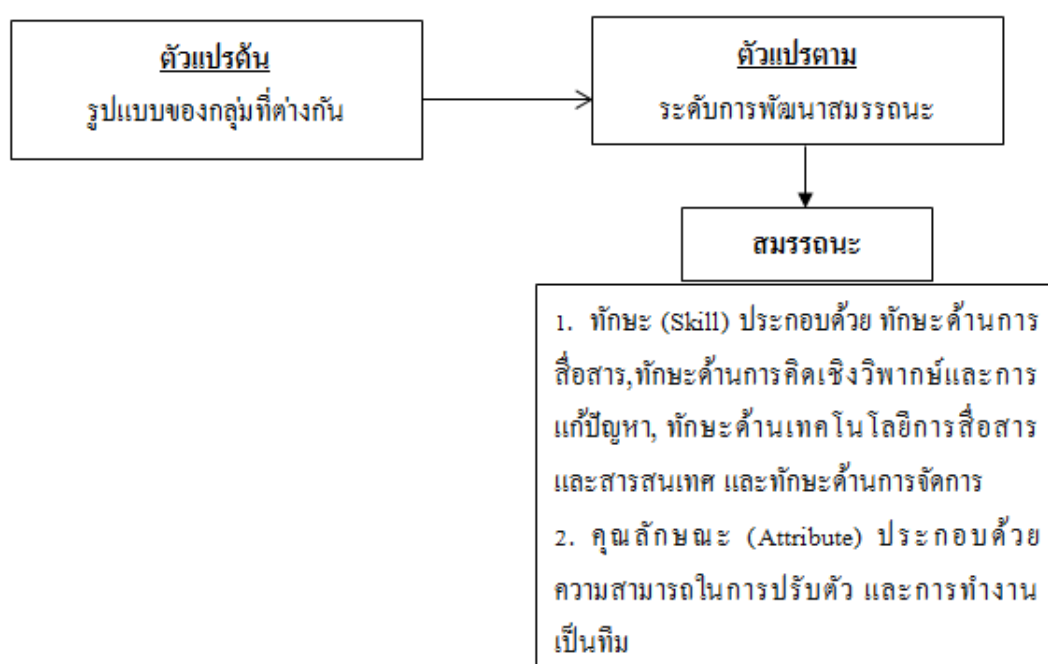 ตัวแปรต้น
รูปแบบของกลุ่มที่ต่างกัน
ตัวแปรตาม
ระดับการพัฒนาสมรรถนะ
สมรรถนะ
1. ทักษะ (Skill) ประกอบด้วย ทักษะด้านการ
สื่อสาร,ทักษะด้านการคิดเชิงวิพากษ์และการ
แก้ปัญหา, ทักษะด้านเทคโนโลยีการสื่อสาร
และสารสนเทศ และทักษะด้านการจัดการ
2. คุณลักษณะ (Attribute) ประกอบด้วย
ความสามารถในการปรับตัว และการทำงาน
เป็นทีม